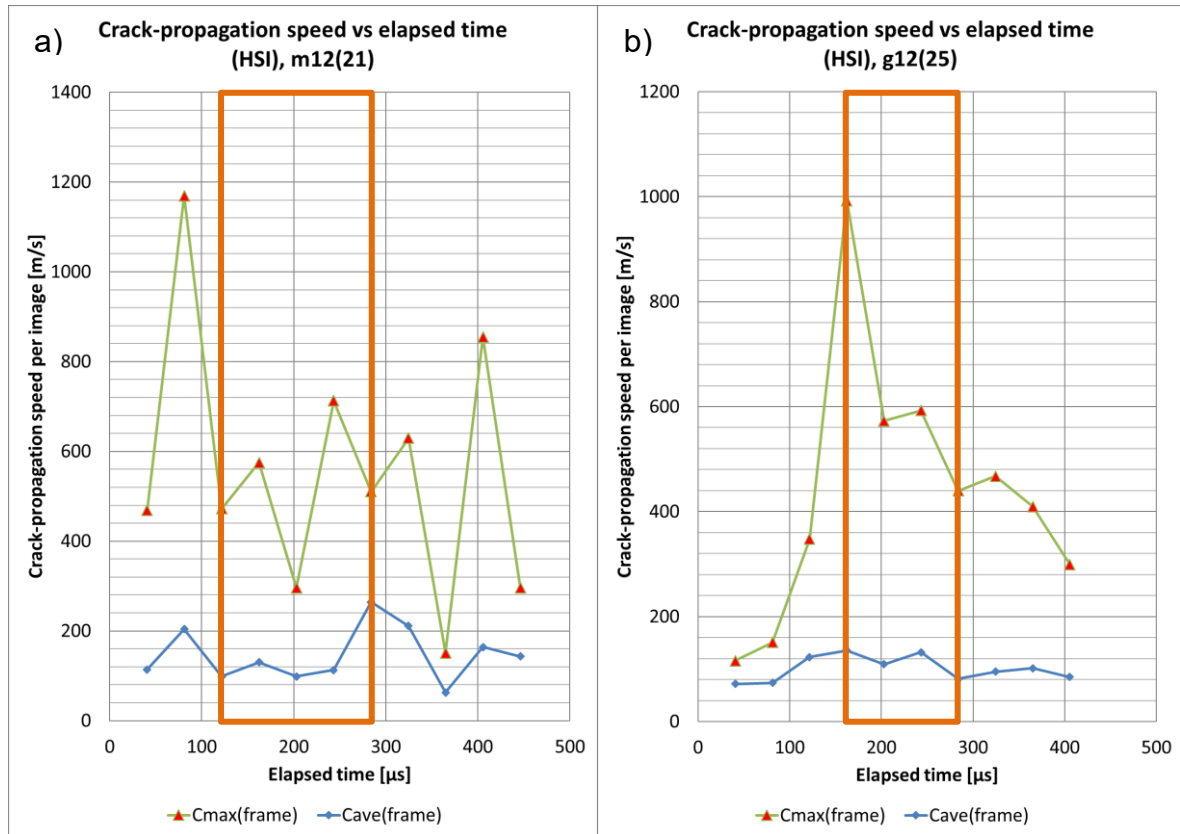 a)
Crack-propagation speed vs elapsed time
(HSI), m12(21)
Crack-propagation speed per image [m/s]
1400
1200
1000
800
600
400
200
0
0 100 200 300 400 500
Elapsed time [µs]
Cmax(frame) Cave(frame)
b)
Crack-propagation speed vs elapsed time
(HSI), g12(25)
Crack-propagation speed per image [m/s]
1200
1000
800
600
400
200
0
0 100 200 300 400 500
Elapsed time [µs]
Cmax(frame) Cave(frame)